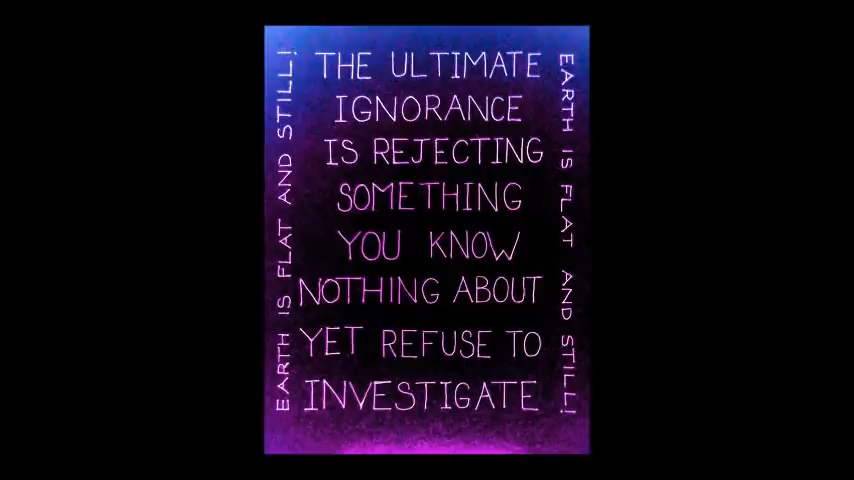 EARTH IS FLAT AND STILL!
THE ULTIMATE
IGNORANCE
IS REJECTING
SOMETHING
YOU KNOW
NOTHING ABOUT
YET REFUSE TO
INVESTIGATE
EARTH IS FLAT AND STILL!